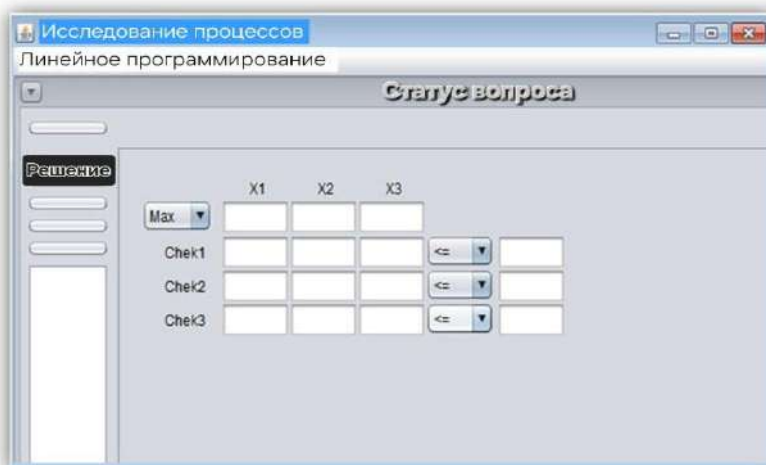 Исследование процессов
Линейное программирование
Статус вопроса
Решение
X1 X2 X3
Max
Chek1 <=
Chek2 <=
Chek3 <=